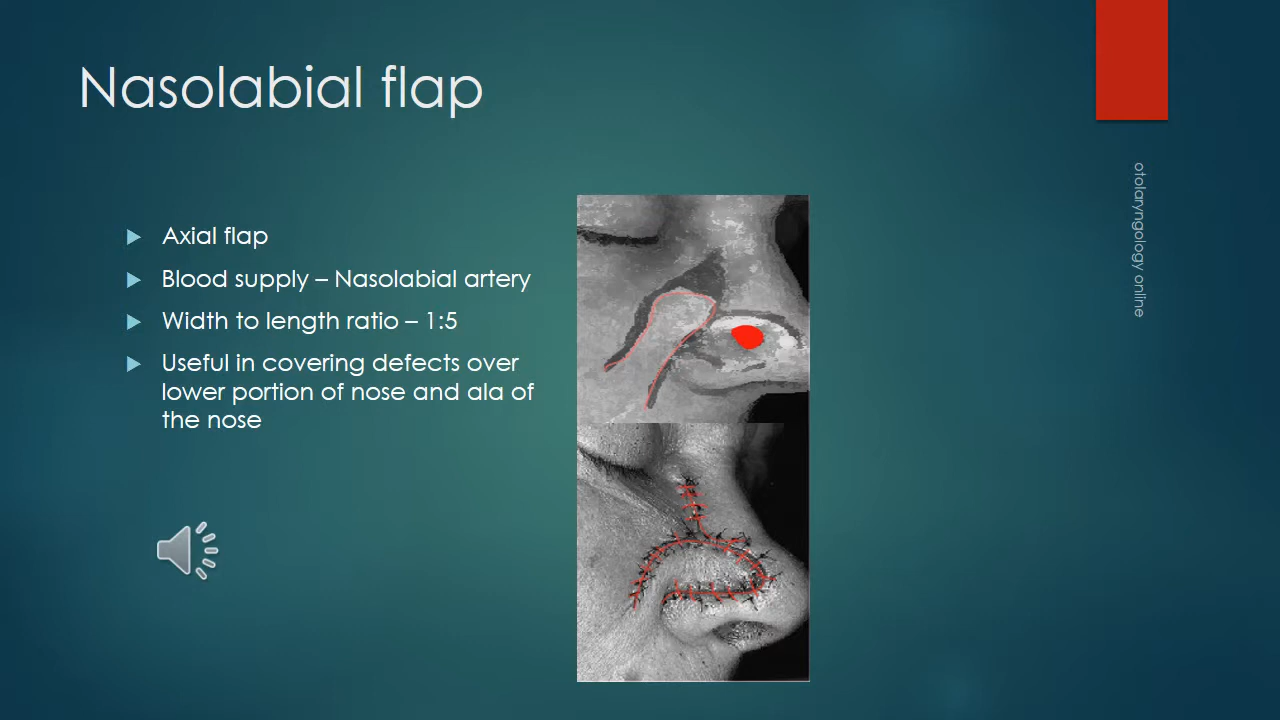 Nasolabial flap
Axial flap
Blood supply – Nasolabial artery
Width to length ratio – 1:5
Useful in covering defects over
lower portion of nose and ala of
the nose
otolaryngology online